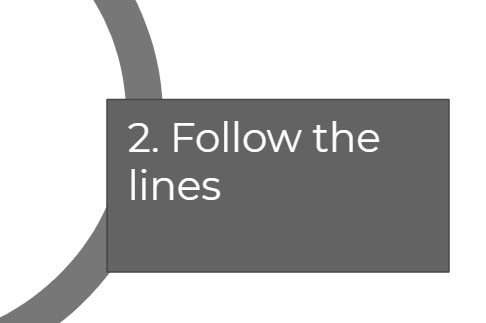 2. Follow the
lines